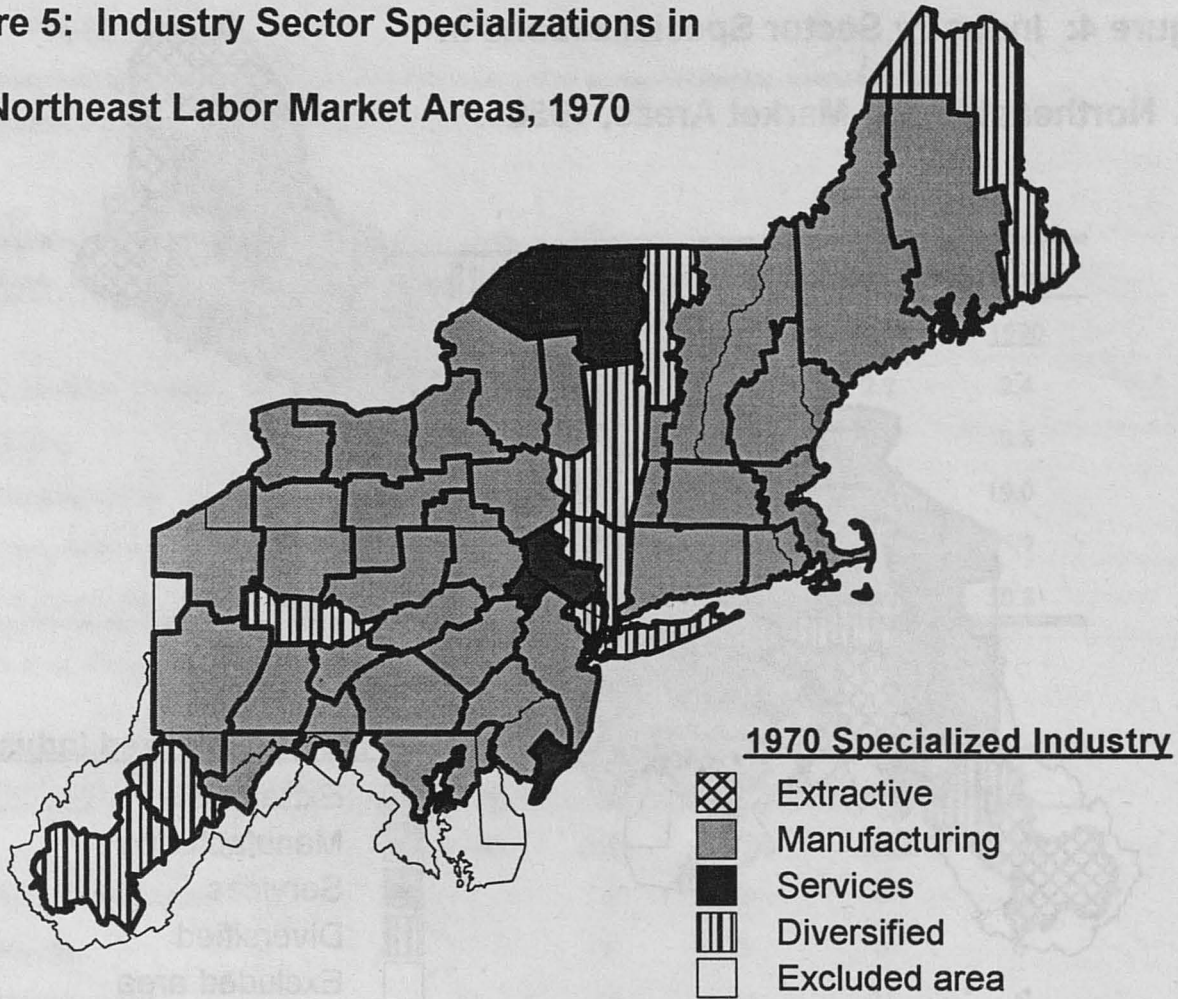 re 5: Industry Sector Specializations in
Northeast Labor Market Areas, 1970
1970 Specialized Industry
Extractive
Manufacturing
Services
Diversified
Excluded area